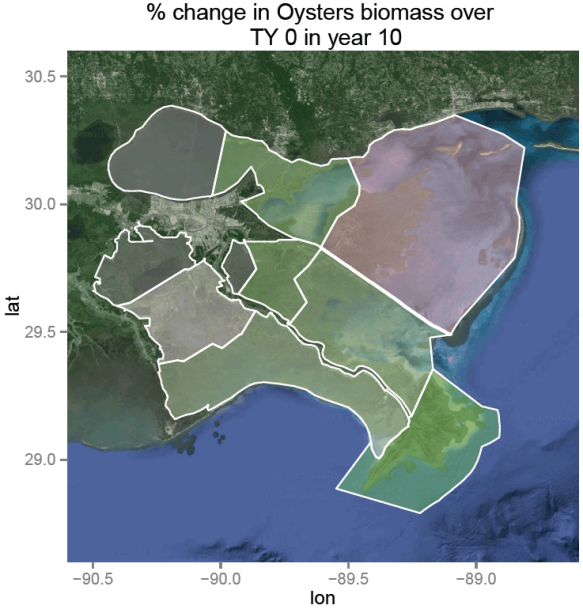 % change in Oysters biomass over
TY 0 in year 10
30.5
30.0
29.5
29.0
lat
−90.5 −90.0 −89.5 −89.0
lon